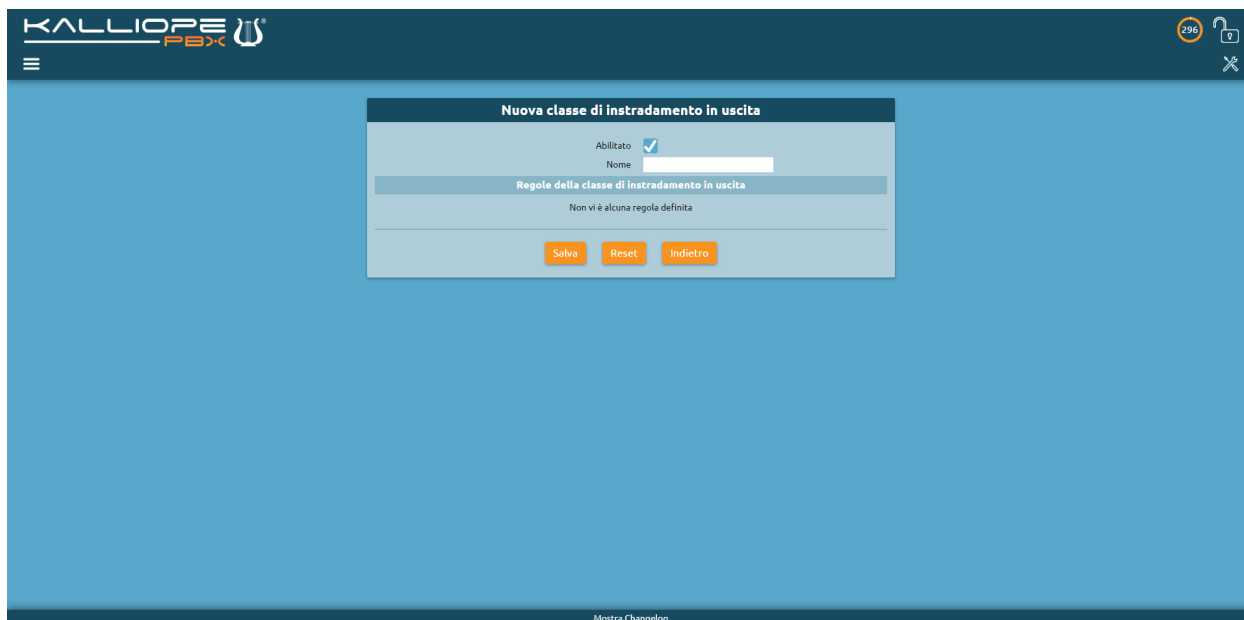 KALLIOPE
PBX
296
Nuova classe di instradamento in uscita
Abilitato
Nome
Regole della classe di instradamento in uscita
Non vi è alcuna regola definita
Salva Reset Indietro
Mostra Changelog